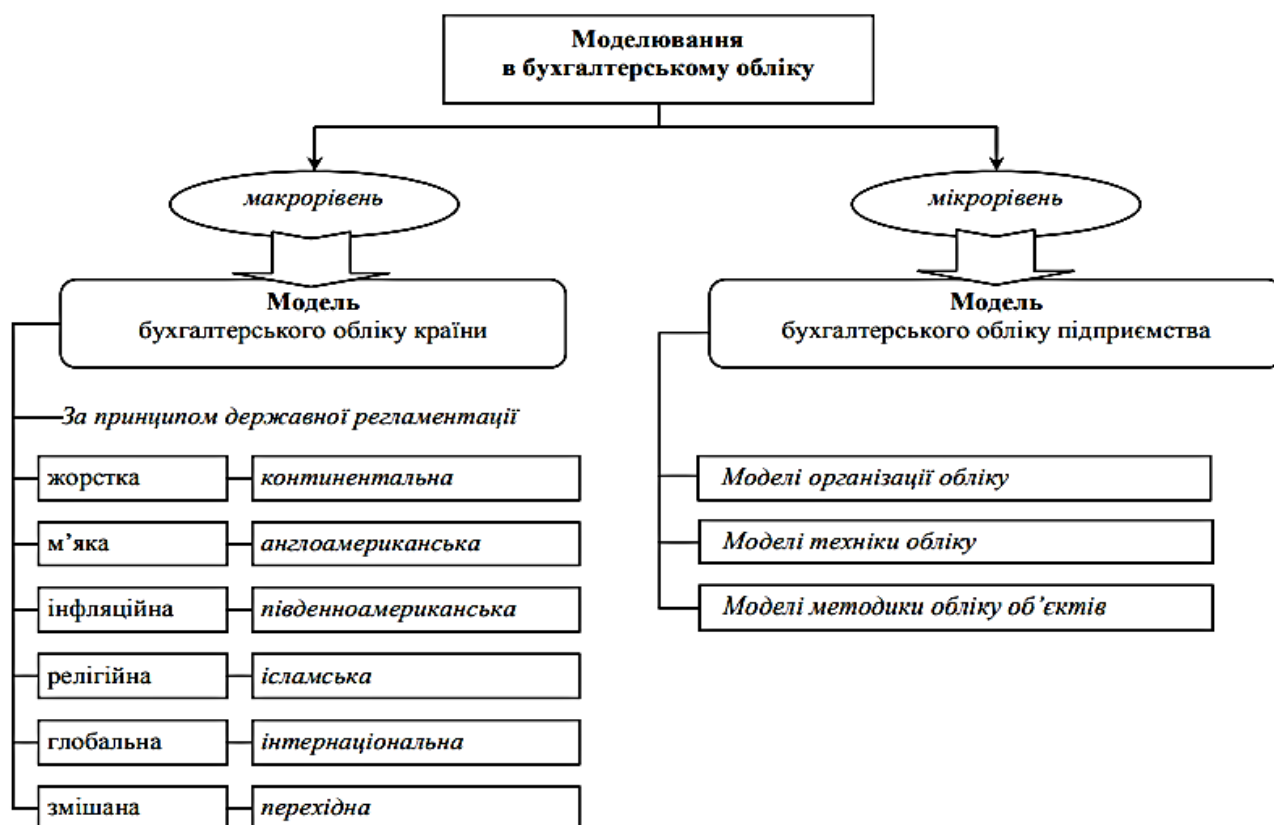 Моделювання
в бухгалтерському обліку
макрорівень
мікрорівень
Модель
бухгалтерського обліку країни
Модель
бухгалтерського обліку підприємства
За принципом державної регламентації
жорстка
континентальна
м’яка
англоамериканська
інфляційна
південноамериканська
релігійна
ісламська
глобальна
інтернаціональна
змішана
перехідна
Моделі організації обліку
Моделі техніки обліку
Моделі методики обліку об’єктів